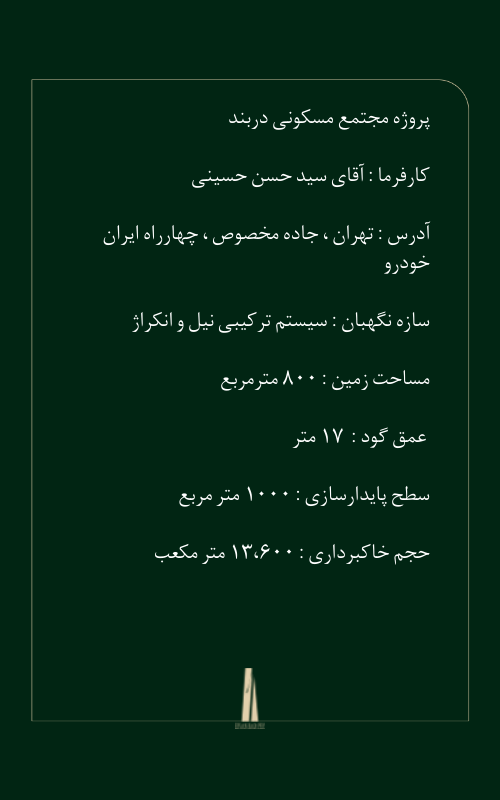 پروژه مجتمع مسکونی دربند
کارفرما : آقای سید حسن حسینی
آدرس : تهران ، جاده مخصوص ، چهارراه ایران
خودرو
سازه نگهبان : سیستم ترکیبی نیل و انکراژ
مساحت زمین : ۸۰۰ مترمربع
عمق گود : ۱۷ متر
سطح پایدارسازی : ۱۰۰۰ متر مربع
حجم خاکبرداری : ۱۳،۶۰۰ متر مکعب